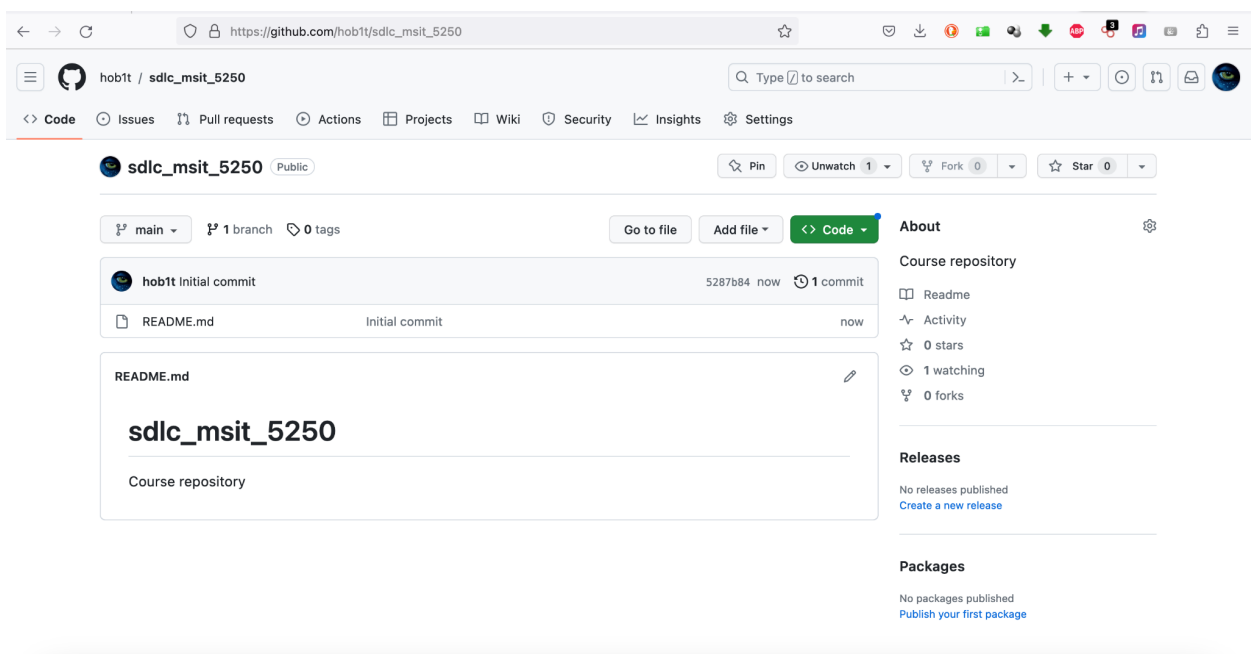 https://github.com/hob1t/sdlc_msit_5250
ABP
3
hob1t / sdlc_msit_5250
Type / to search
Code Issues Pull requests Actions Projects Wiki Security Insights Settings
sdlc_msit_5250 Public
Pin Unwatch 1 Fork 0 Star 0
main 1 branch 0 tags
Go to file Add file Code
hob1t Initial commit 5287b84 now 1 commit
README.md Initial commit now
README.md
sdlc_msit_5250
Course repository
About
Course repository
Readme
Activity
0 stars
1 watching
0 forks
Releases
No releases published
Create a new release
Packages
No packages published
Publish your first package